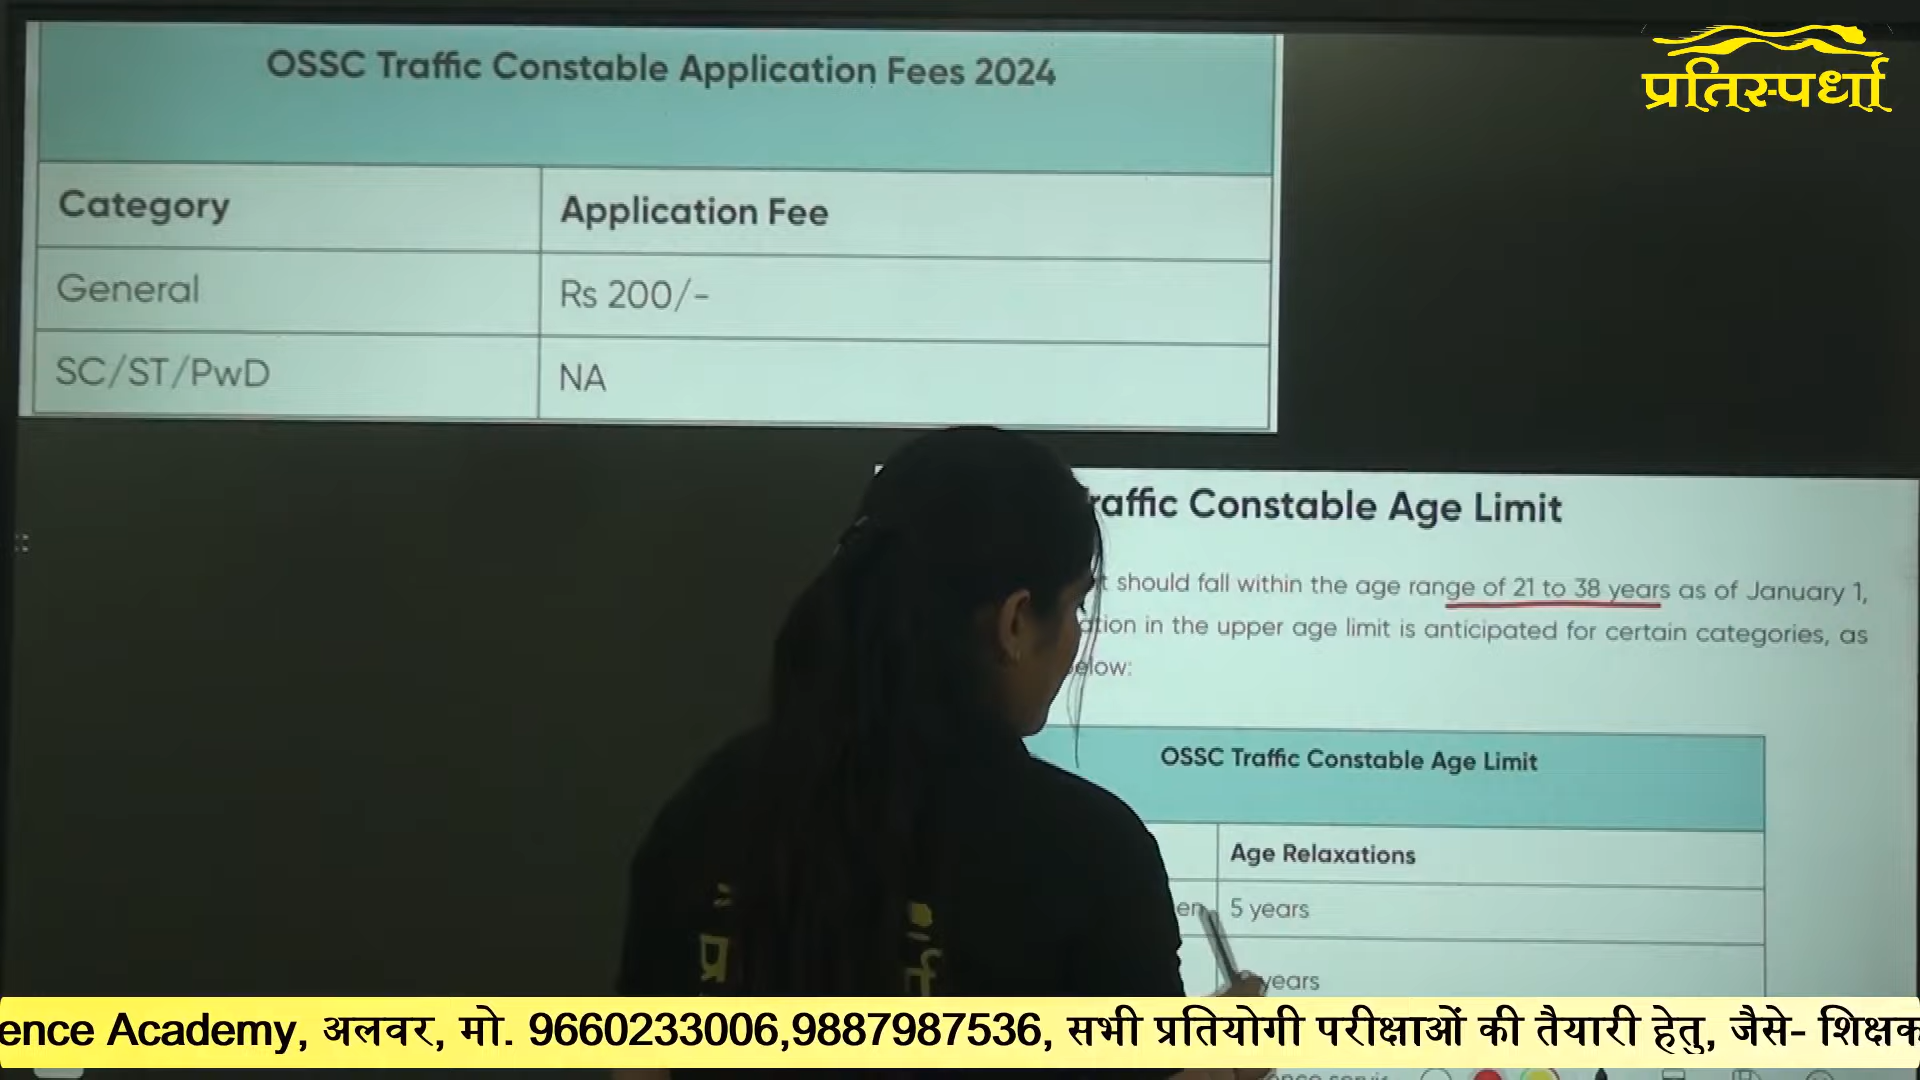 OSSC Traffic Constable Application Fees 2024
प्रतिस्पर्धा
Category
Application Fee
General
Rs 200/-
SC/ST/PwD
NA
Traffic Constable Age Limit
should fall within the age range of 21 to 38 years as of January 1,
in the upper age limit is anticipated for certain categories, as
below:
OSSC Traffic Constable Age Limit
Age Relaxations
5 years
years
ence Academy, अलवर, मो. 9660233006,9887987536, सभी प्रतियोगी परीक्षाओं की तैयारी हेतु, जैसे- शिक्षक